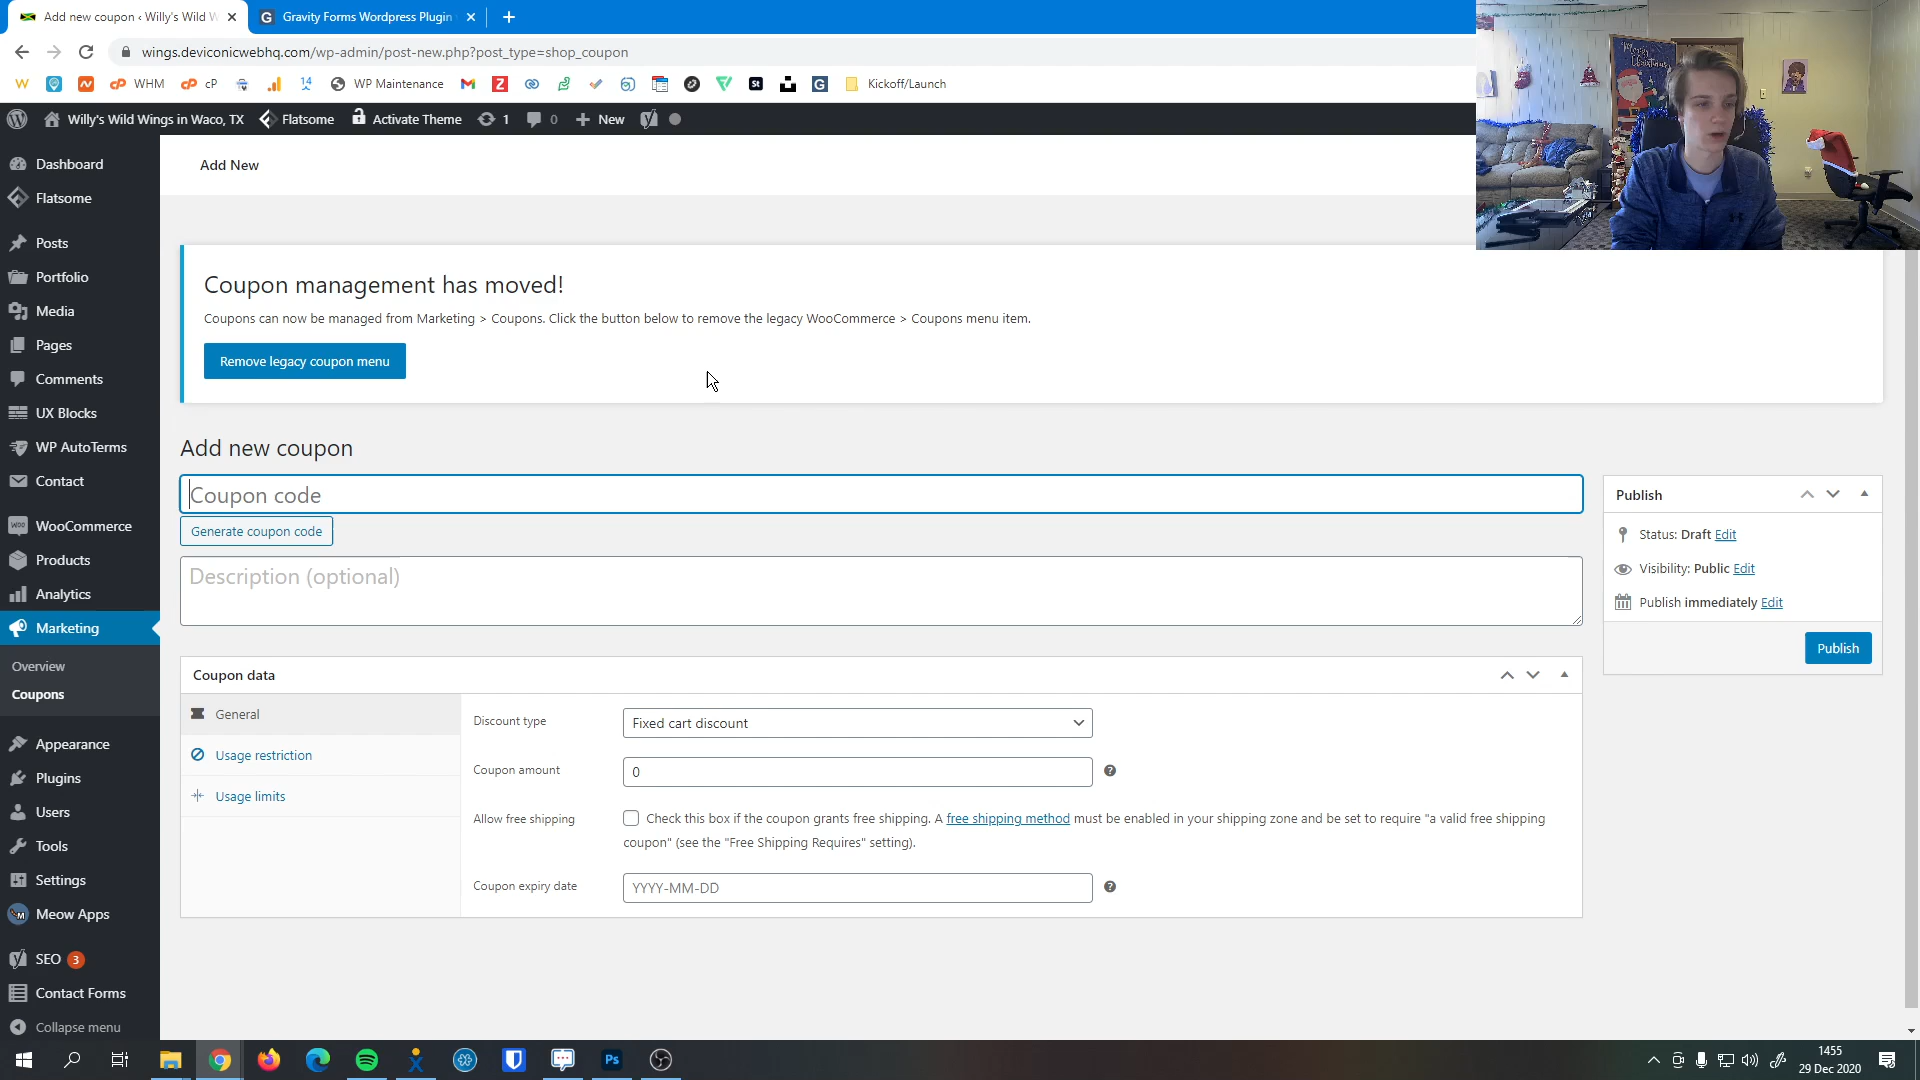 Add new coupon ‹ Willy's Wild W
Gravity Forms Wordpress Plugin
wings.deviconicwebhq.com/wp-admin/post-new.php?post_type=shop_coupon
WHM
cP
14
WP Maintenance
Kickoff/Launch
Willy's Wild Wings in Waco, TX
Flatsome
Activate Theme
1
0
New
Dashboard
Flatsome
Posts
Portfolio
Media
Pages
Comments
UX Blocks
WP AutoTerms
Contact
WooCommerce
Products
Analytics
Marketing
Overview
Coupons
Appearance
Plugins
Users
Tools
Settings
Meow Apps
SEO 3
Contact Forms
Collapse menu
Add New
Coupon management has moved!
Coupons can now be managed from Marketing > Coupons. Click the button below to remove the legacy WooCommerce > Coupons menu item.
Remove legacy coupon menu
Add new coupon
Coupon code
Generate coupon code
Description (optional)
Coupon data
General
Usage restriction
Usage limits
Discount type
Fixed cart discount
Coupon amount
0
Allow free shipping
Check this box if the coupon grants free shipping. A free shipping method must be enabled in your shipping zone and be set to require "a valid free shipping
coupon" (see the "Free Shipping Requires" setting).
Coupon expiry date
YYYY-MM-DD
Publish
Status: Draft Edit
Visibility: Public Edit
Publish immediately Edit
Publish
1455
29 Dec 2020